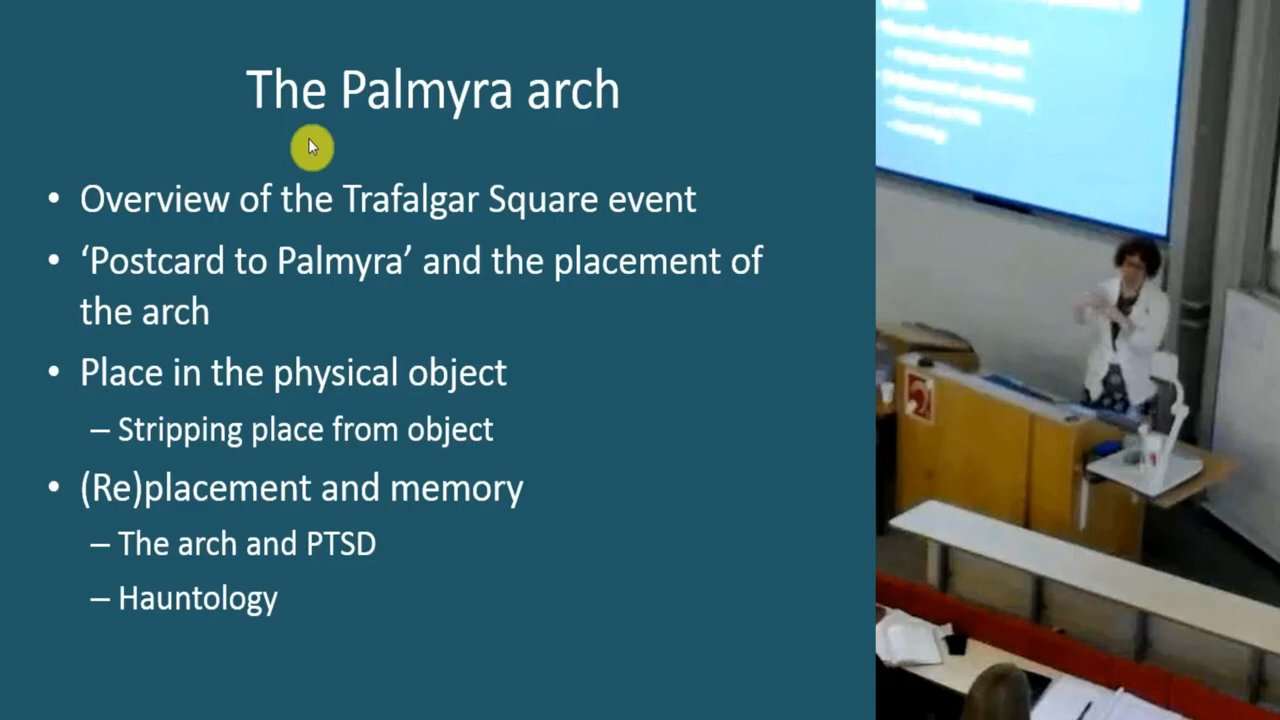 The Palmyra arch
• Overview of the Trafalgar Square event
• ‘Postcard to Palmyra’ and the placement of
the arch
• Place in the physical object
– Stripping place from object
• (Re)placement and memory
– The arch and PTSD
– Hauntology